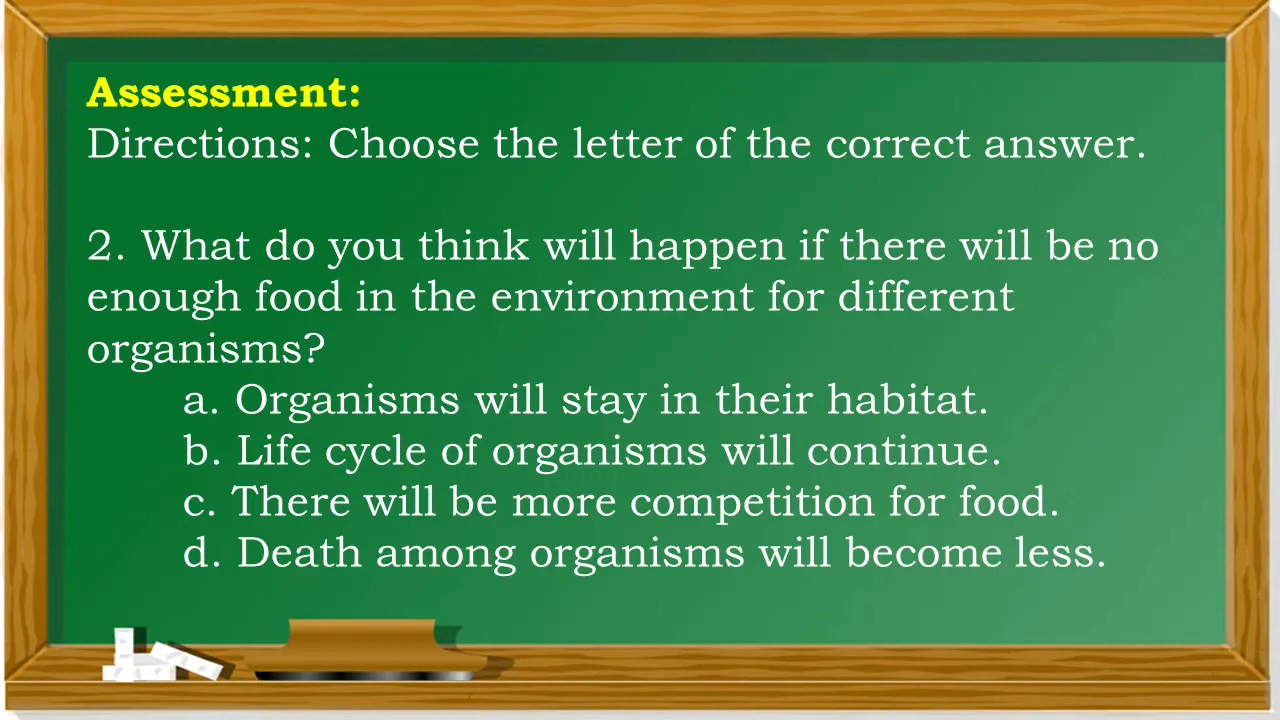 Assessment:
Directions: Choose the letter of the correct answer.
2. What do you think will happen if there will be no
enough food in the environment for different
organisms?
a. Organisms will stay in their habitat.
b. Life cycle of organisms will continue.
c. There will be more competition for food.
d. Death among organisms will become less.